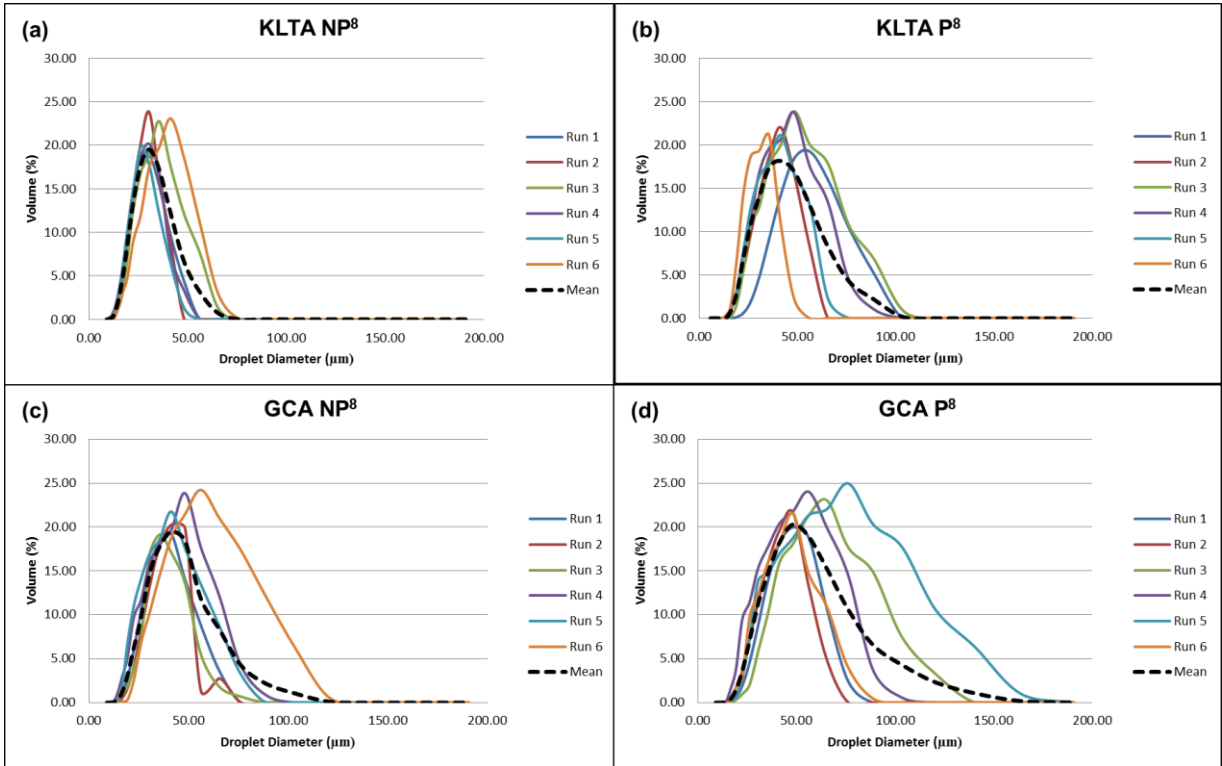 (a) KLTA NP⁸
30.00
25.00
20.00
15.00
10.00
5.00
0.00
Volume (%)
0.00 50.00 100.00 150.00 200.00
Droplet Diameter (µm)
Run 1
Run 2
Run 3
Run 4
Run 5
Run 6
Mean
(b) KLTA P⁸
30.00
25.00
20.00
15.00
10.00
5.00
0.00
Volume (%)
0.00 50.00 100.00 150.00 200.00
Droplet Diameter (µm)
Run 1
Run 2
Run 3
Run 4
Run 5
Run 6
Mean
(c) GCA NP⁸
30.00
25.00
20.00
15.00
10.00
5.00
0.00
Volume (%)
0.00 50.00 100.00 150.00 200.00
Droplet Diameter (µm)
Run 1
Run 2
Run 3
Run 4
Run 5
Run 6
Mean
(d) GCA P⁸
30.00
25.00
20.00
15.00
10.00
5.00
0.00
Volume (%)
0.00 50.00 100.00 150.00 200.00
Droplet Diameter (µm)
Run 1
Run 2
Run 3
Run 4
Run 5
Run 6
Mean